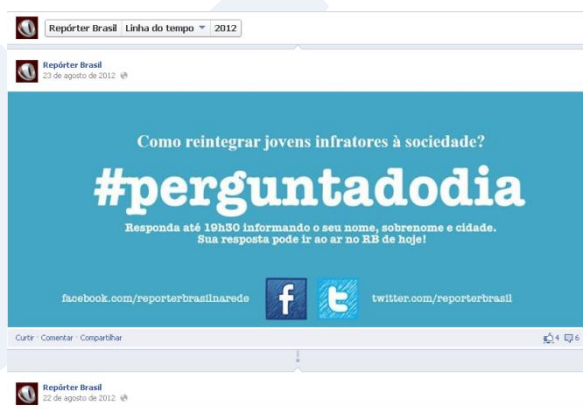 Repórter Brasil Linha do tempo 2012
Repórter Brasil
23 de agosto de 2012
Como reintegrar jovens infratores à sociedade?
#perguntadodia
Responda até 19h30 informando o seu nome, sobrenome e cidade.
Sua resposta pode ir ao ar no RB de hoje!
facebook.com/reporterbrasilnarede f t twitter.com/reporterbrasil
Curtir · Comentar · Compartilhar 4 6
Repórter Brasil
22 de agosto de 2012